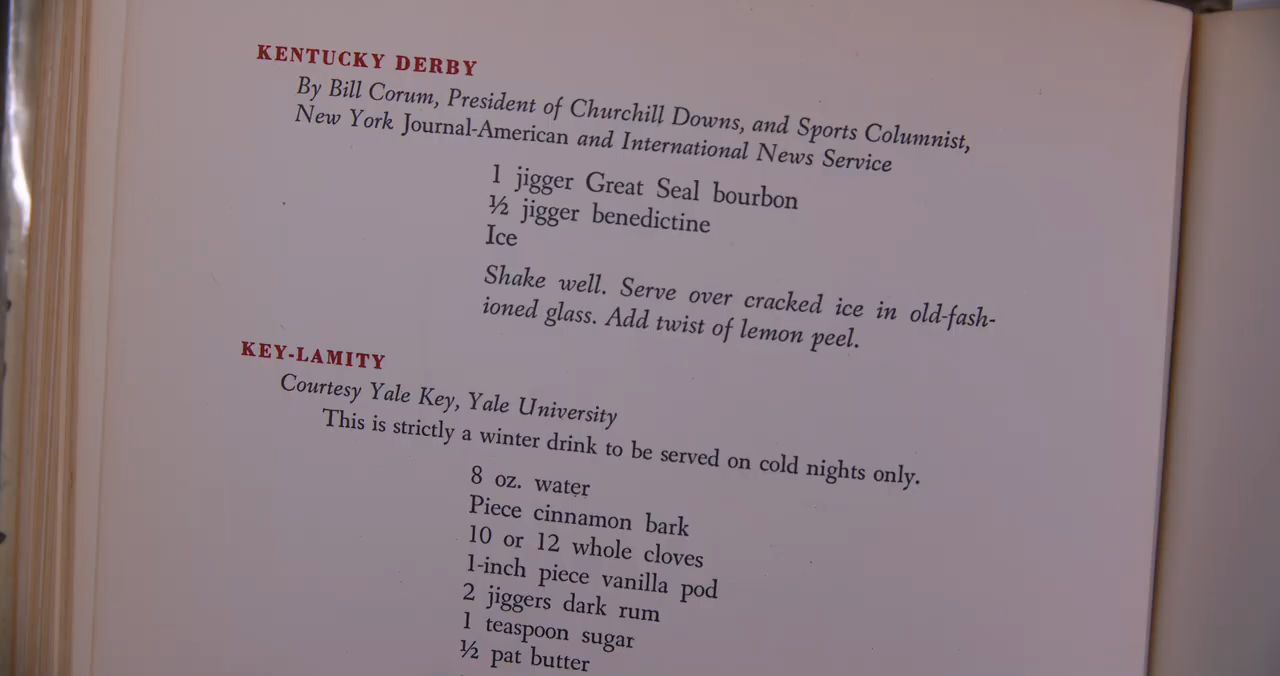 KENTUCKY DERBY
By Bill Corum, President of Churchill Downs, and Sports Columnist,
New York Journal-American and International News Service
1 jigger Great Seal bourbon
½ jigger benedictine
Ice
Shake well. Serve over cracked ice in old-fash-
ioned glass. Add twist of lemon peel.
KEY-LAMITY
Courtesy Yale Key, Yale University
This is strictly a winter drink to be served on cold nights only.
8 oz. water
Piece cinnamon bark
10 or 12 whole cloves
1-inch piece vanilla pod
2 jiggers dark rum
1 teaspoon sugar
½ pat butter